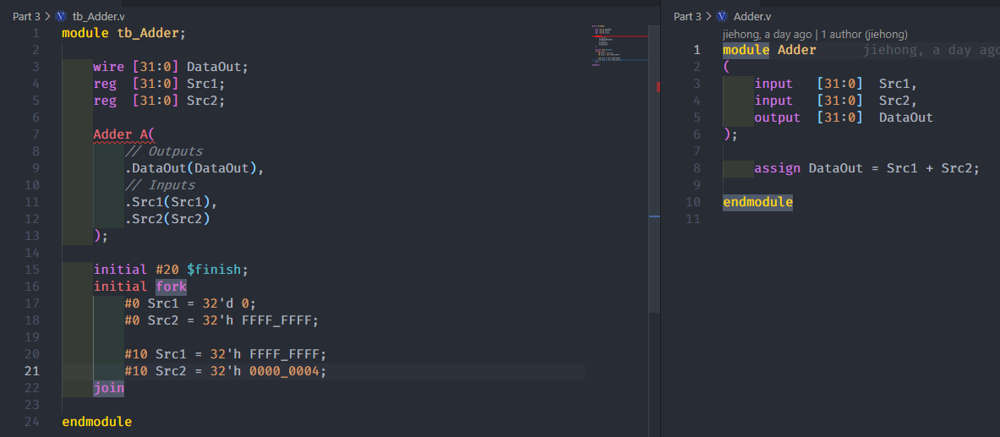 Part 3 > tb_Adder.v
1 module tb_Adder;
2
3 wire [31:0] DataOut;
4 reg  [31:0] Src1;
5 reg  [31:0] Src2;
6
7 Adder A(
8 // Outputs
9 .DataOut(DataOut),
10 // Inputs
11 .Src1(Src1),
12 .Src2(Src2)
13 );
14
15 initial #20 $finish;
16 initial fork
17 #0 Src1 = 32'd 0;
18 #0 Src2 = 32'h FFFF_FFFF;
19
20 #10 Src1 = 32'h FFFF_FFFF;
21 #10 Src2 = 32'h 0000_0004;
22 join
23
24 endmodule
Part 3 > Adder.v
jiehong, a day ago | 1 author (jiehong)
1 module Adder jiehong, a day ago
2 (
3 input   [31:0]  Src1,
4 input   [31:0]  Src2,
5 output  [31:0]  DataOut
6 );
7
8 assign DataOut = Src1 + Src2;
9
10 endmodule
11